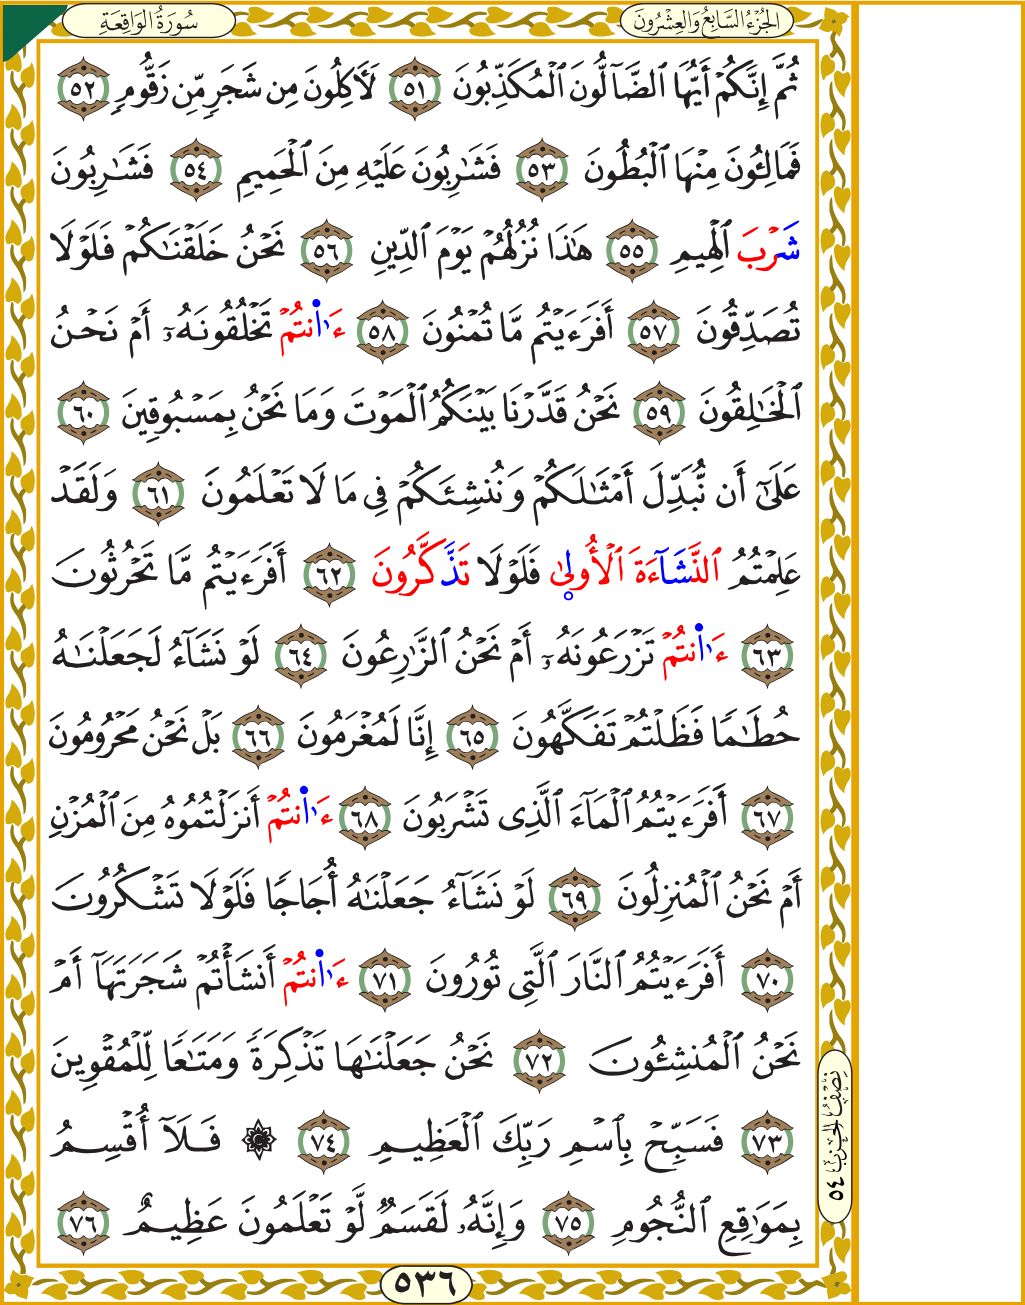 الجُزْءُ السَّابِعُ وَالعِشْرُونَ
سُورَةُ الوَاقِعَةِ
ثُمَّ إِنَّكُمْ أَيُّهَا ٱلضَّآلُّونَ ٱلْمُكَذِّبُونَ ٥١ لَأٓكِلُونَ مِن شَجَرٖ مِّن زَقُّومٖ ٥٢
فَمَالِـُٔونَ مِنْهَا ٱلْبُطُونَ ٥٣ فَشَٰرِبُونَ عَلَيْهِ مِنَ ٱلْحَمِيمِ ٥٤ فَشَٰرِبُونَ
شَرْبَ ٱلْهِيمِ ٥٥ هَٰذَا نُزُلُهُمْ يَوْمَ ٱلدِّينِ ٥٦ نَحْنُ خَلَقْنَٰكُمْ فَلَوْلَا
تُصَدِّقُونَ ٥٧ أَفَرَءَيْتُم مَّا تُمْنُونَ ٥٨ ءَا۬نتُمْ تَخْلُقُونَهُۥٓ أَمْ نَحْنُ
ٱلْخَٰلِقُونَ ٥٩ نَحْنُ قَدَّرْنَا بَيْنَكُمُ ٱلْمَوْتَ وَمَا نَحْنُ بِمَسْبُوقِينَ ٦٠
عَلَىٰٓ أَن نُّبَدِّلَ أَمْثَٰلَكُمْ وَنُنشِئَكُمْ فِى مَا لَا تَعْلَمُونَ ٦١ وَلَقَدْ
عَلِمْتُمُ ٱلنَّشَآءَةَ ٱلْأُولَىٰ فَلَوْلَا تَذَّكَّرُونَ ٦٢ أَفَرَءَيْتُم مَّا تَحْرُثُونَ
٦٣ ءَا۬نتُمْ تَزْرَعُونَهُۥٓ أَمْ نَحْنُ ٱلزَّٰرِعُونَ ٦٤ لَوْ نَشَآءُ لَجَعَلْنَٰهُ
حُطَٰمٗا فَظَلْتُمْ تَفَكَّهُونَ ٦٥ إِنَّا لَمُغْرَمُونَ ٦٦ بَلْ نَحْنُ مَحْرُومُونَ
٦٧ أَفَرَءَيْتُمُ ٱلْمَآءَ ٱلَّذِى تَشْرَبُونَ ٦٨ ءَا۬نتُمْ أَنزَلْتُمُوهُ مِنَ ٱلْمُزْنِ
أَمْ نَحْنُ ٱلْمُنزِلُونَ ٦٩ لَوْ نَشَآءُ جَعَلْنَٰهُ أُجَاجٗا فَلَوْلَا تَشْكُرُونَ
٧٠ أَفَرَءَيْتُمُ ٱلنَّارَ ٱلَّتِى تُورُونَ ٧١ ءَا۬نتُمْ أَنشَأْتُمْ شَجَرَتَهَآ أَمْ
نَحْنُ ٱلْمُنشِـُٔونَ ٧٢ نَحْنُ جَعَلْنَٰهَا تَذْكِرَةٗ وَمَتَٰعٗا لِّلْمُقْوِينَ
٧٣ فَسَبِّحْ بِٱسْمِ رَبِّكَ ٱلْعَظِيمِ ٧٤ ۞ فَلَآ أُقْسِمُ
بِمَوَٰقِعِ ٱلنُّجُومِ ٧٥ وَإِنَّهُۥ لَقَسَمٞ لَّوْ تَعْلَمُونَ عَظِيمٌ ٧٦
نِصْفُ الحِزْبِ ٥٤
٥٣٦